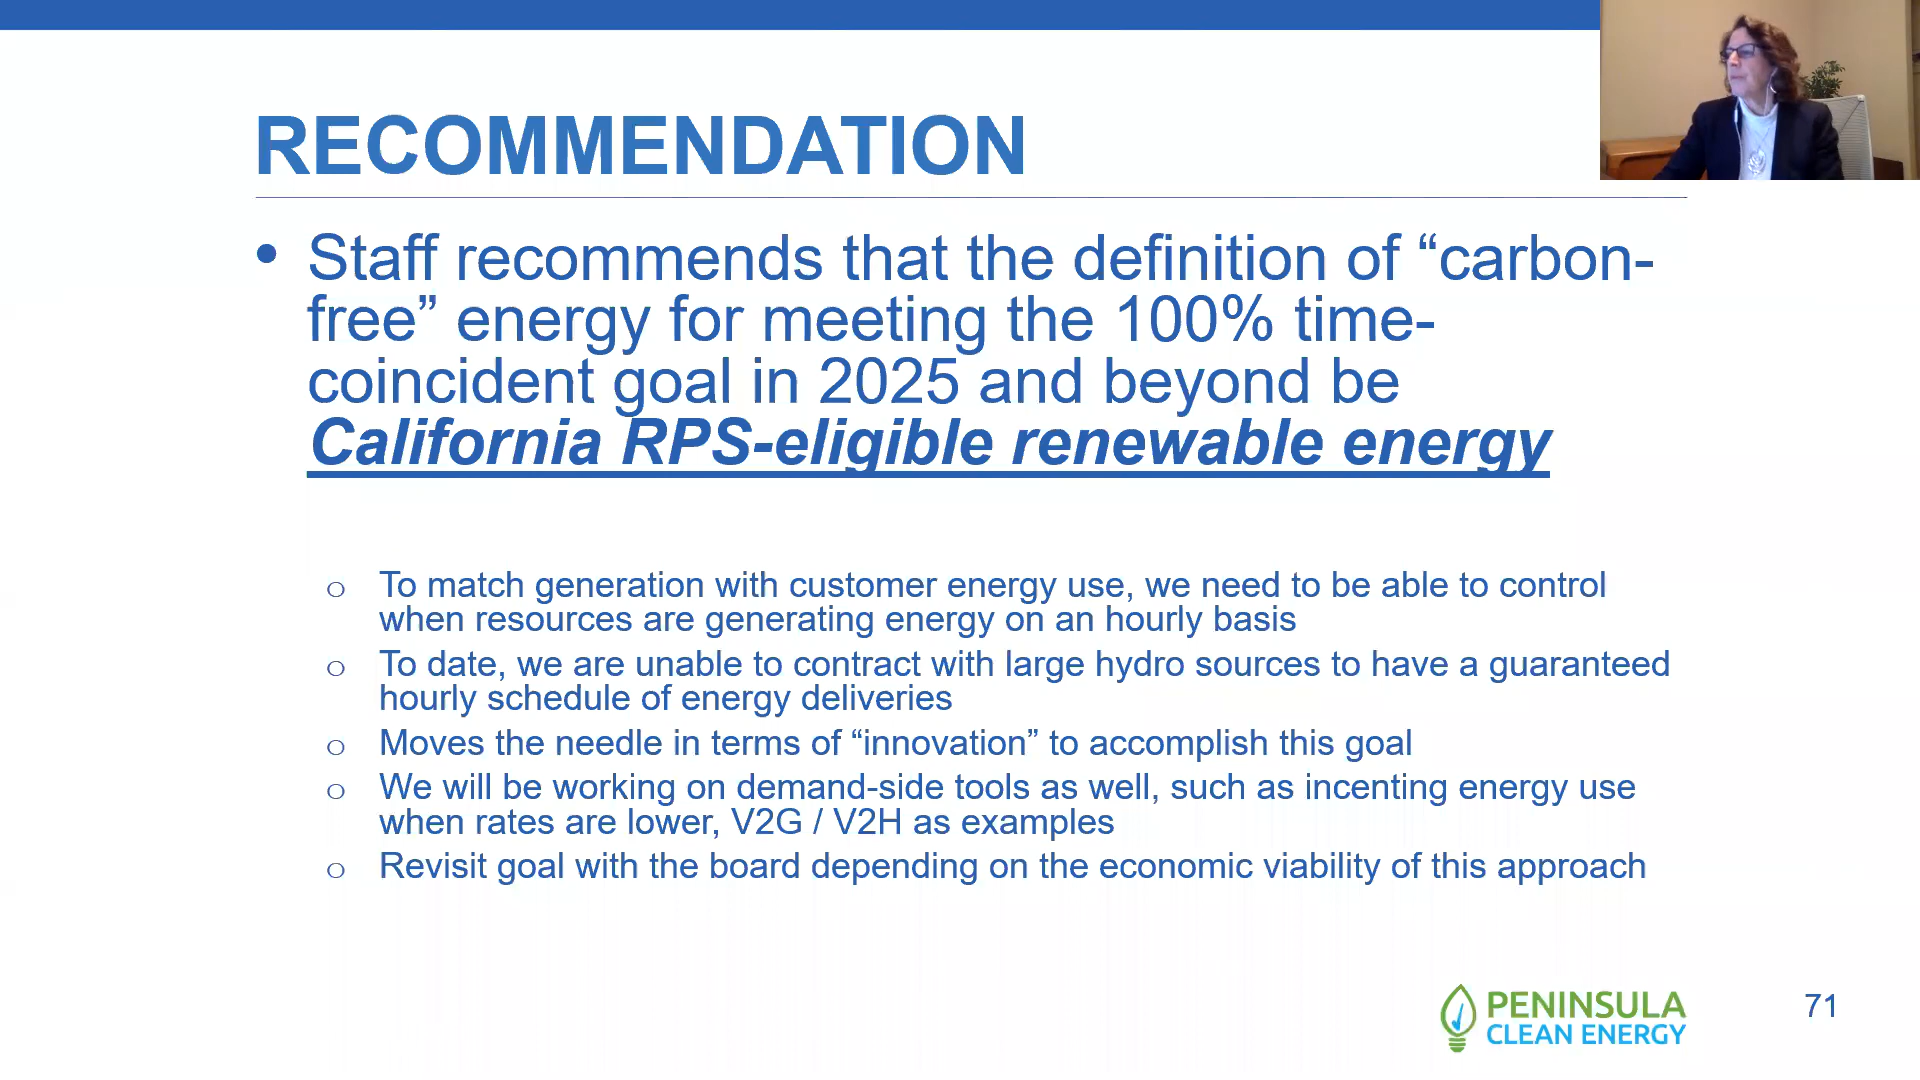 RECOMMENDATION
• Staff recommends that the definition of “carbon-
free” energy for meeting the 100% time-
coincident goal in 2025 and beyond be
California RPS-eligible renewable energy
o To match generation with customer energy use, we need to be able to control
when resources are generating energy on an hourly basis
o To date, we are unable to contract with large hydro sources to have a guaranteed
hourly schedule of energy deliveries
o Moves the needle in terms of “innovation” to accomplish this goal
o We will be working on demand-side tools as well, such as incenting energy use
when rates are lower, V2G / V2H as examples
o Revisit goal with the board depending on the economic viability of this approach
PENINSULA
CLEAN ENERGY
71